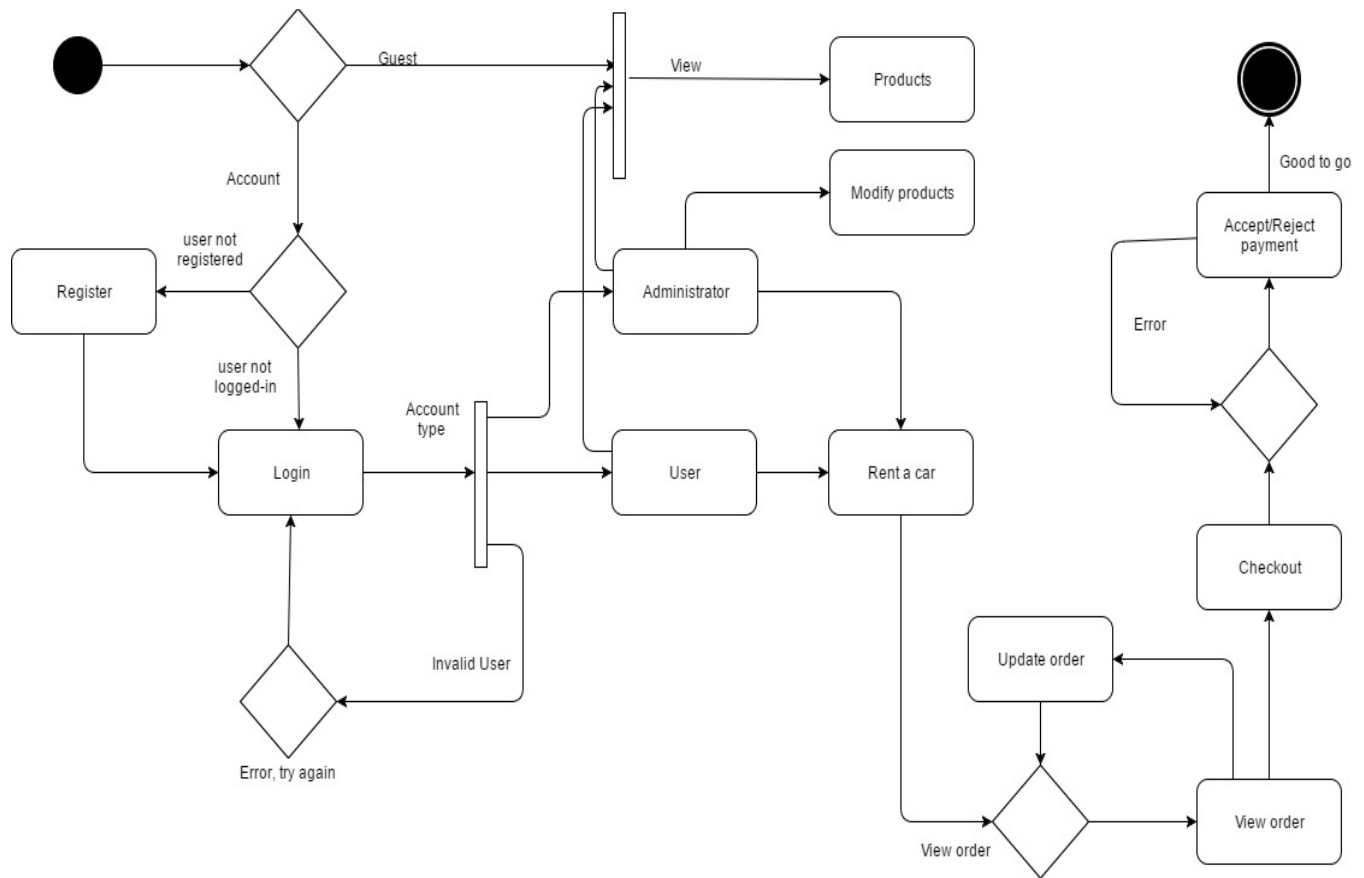 Guest
View
Products
Good to go
Account
Modify products
Accept/Reject
payment
user not
registered
Register
Administrator
Error
user not
logged-in
Account
type
Login
User
Rent a car
Checkout
Invalid User
Update order
Error, try again
View order
View order